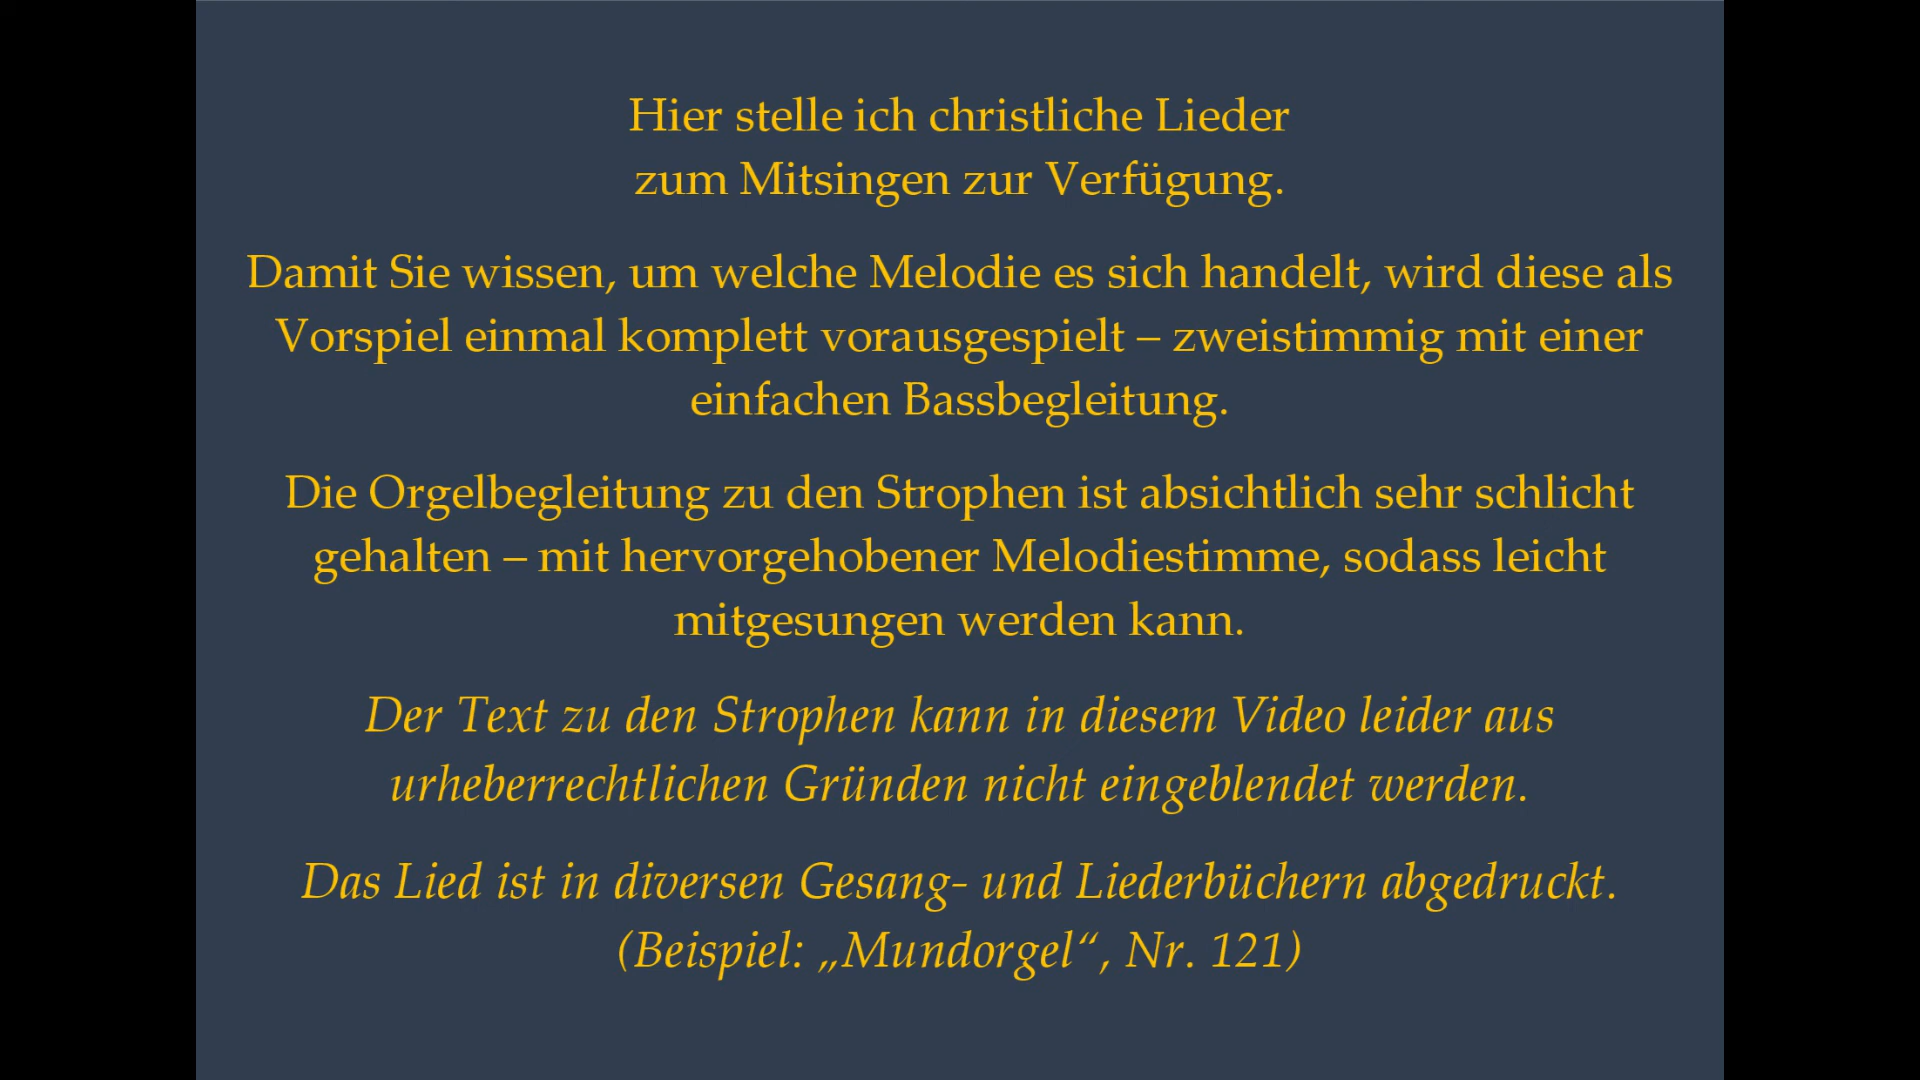 Hier stelle ich christliche Lieder
zum Mitsingen zur Verfügung.
Damit Sie wissen, um welche Melodie es sich handelt, wird diese als
Vorspiel einmal komplett vorausgespielt – zweistimmig mit einer
einfachen Bassbegleitung.
Die Orgelbegleitung zu den Strophen ist absichtlich sehr schlicht
gehalten – mit hervorgehobener Melodiestimme, sodass leicht
mitgesungen werden kann.
Der Text zu den Strophen kann in diesem Video leider aus
urheberrechtlichen Gründen nicht eingeblendet werden.
Das Lied ist in diversen Gesang- und Liederbüchern abgedruckt.
(Beispiel: „Mundorgel“, Nr. 121)